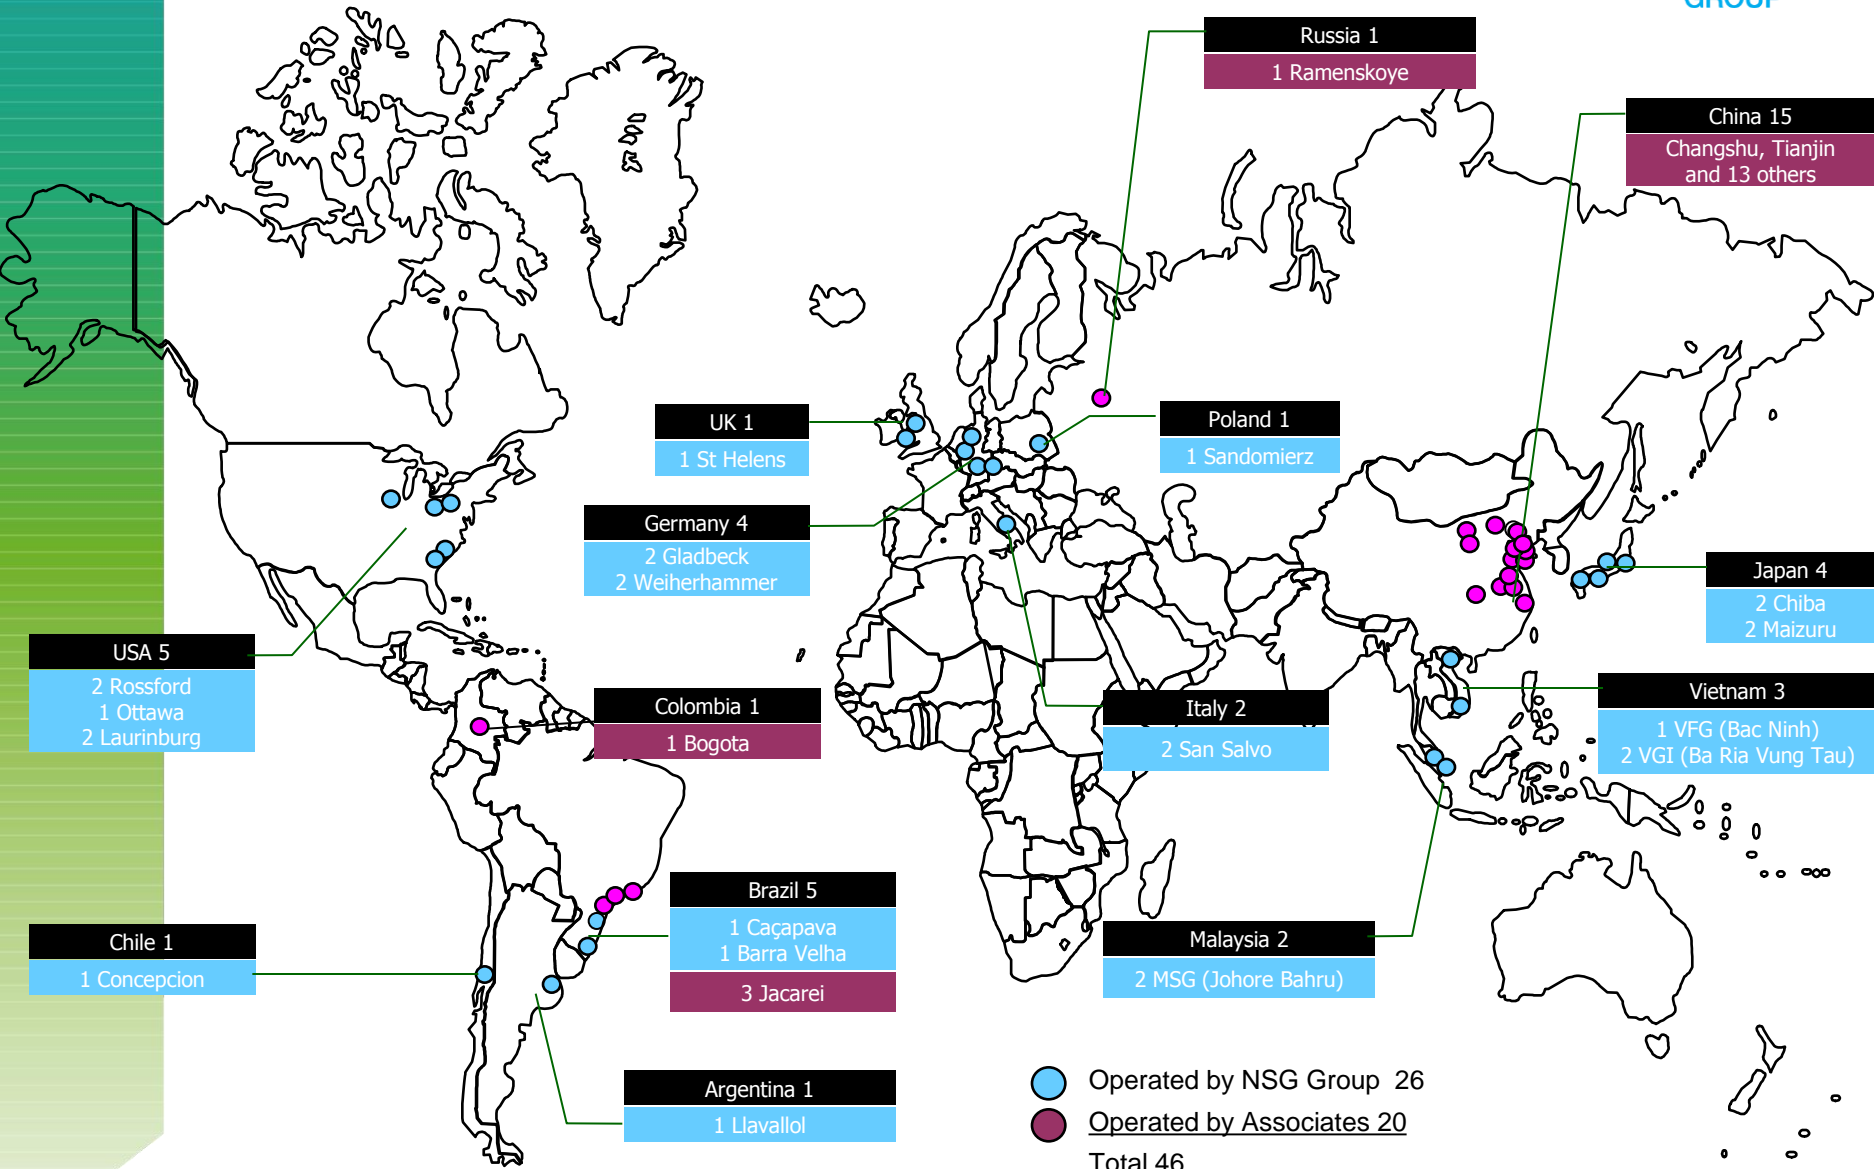 GROUP
Russia 1
1 Ramenskoye
China 15
Changshu, Tianjin
and 13 others
UK 1
1 St Helens
Poland 1
1 Sandomierz
Germany 4
2 Gladbeck
2 Weiherhammer
Japan 4
2 Chiba
2 Maizuru
USA 5
2 Rossford
1 Ottawa
2 Laurinburg
Colombia 1
1 Bogota
Italy 2
2 San Salvo
Vietnam 3
1 VFG (Bac Ninh)
2 VGI (Ba Ria Vung Tau)
Brazil 5
1 Caçapava
1 Barra Velha
3 Jacarei
Chile 1
1 Concepcion
Malaysia 2
2 MSG (Johore Bahru)
Argentina 1
1 Llavallol
Operated by NSG Group 26
Operated by Associates 20
Total 46